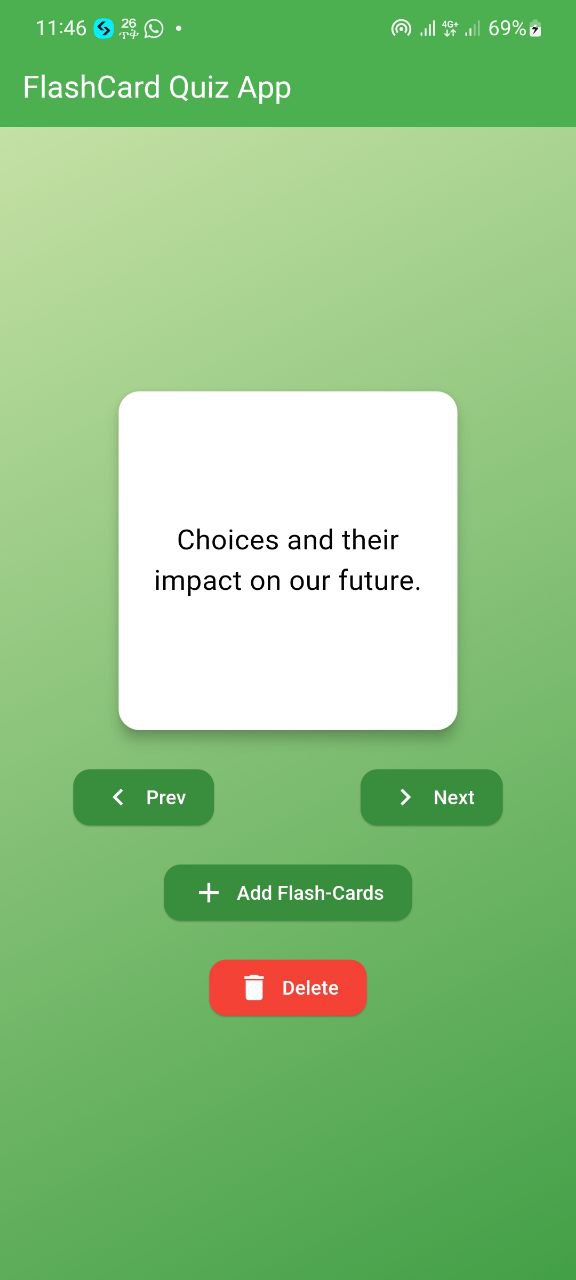 11:46 26 4G+ 69%
FlashCard Quiz App
Choices and their
impact on our future.
Prev Next
Add Flash-Cards
Delete